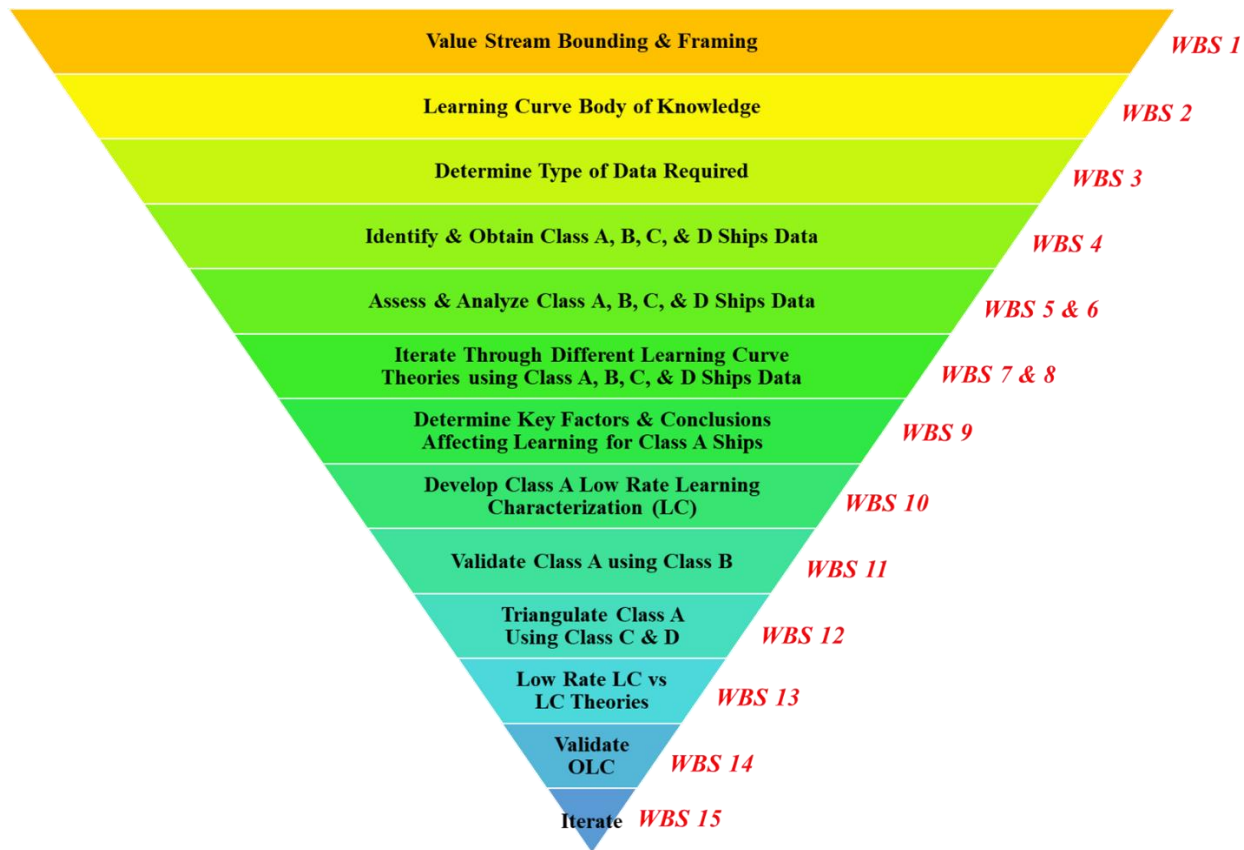 Value Stream Bounding & Framing
WBS 1
Learning Curve Body of Knowledge
WBS 2
Determine Type of Data Required
WBS 3
Identify & Obtain Class A, B, C, & D Ships Data
WBS 4
Assess & Analyze Class A, B, C, & D Ships Data
WBS 5 & 6
Iterate Through Different Learning Curve
Theories using Class A, B, C, & D Ships Data
WBS 7 & 8
Determine Key Factors & Conclusions
Affecting Learning for Class A Ships
WBS 9
Develop Class A Low Rate Learning
Characterization (LC)
WBS 10
Validate Class A using Class B
WBS 11
Triangulate Class A
Using Class C & D
WBS 12
Low Rate LC vs
LC Theories
WBS 13
Validate
OLC
WBS 14
Iterate
WBS 15